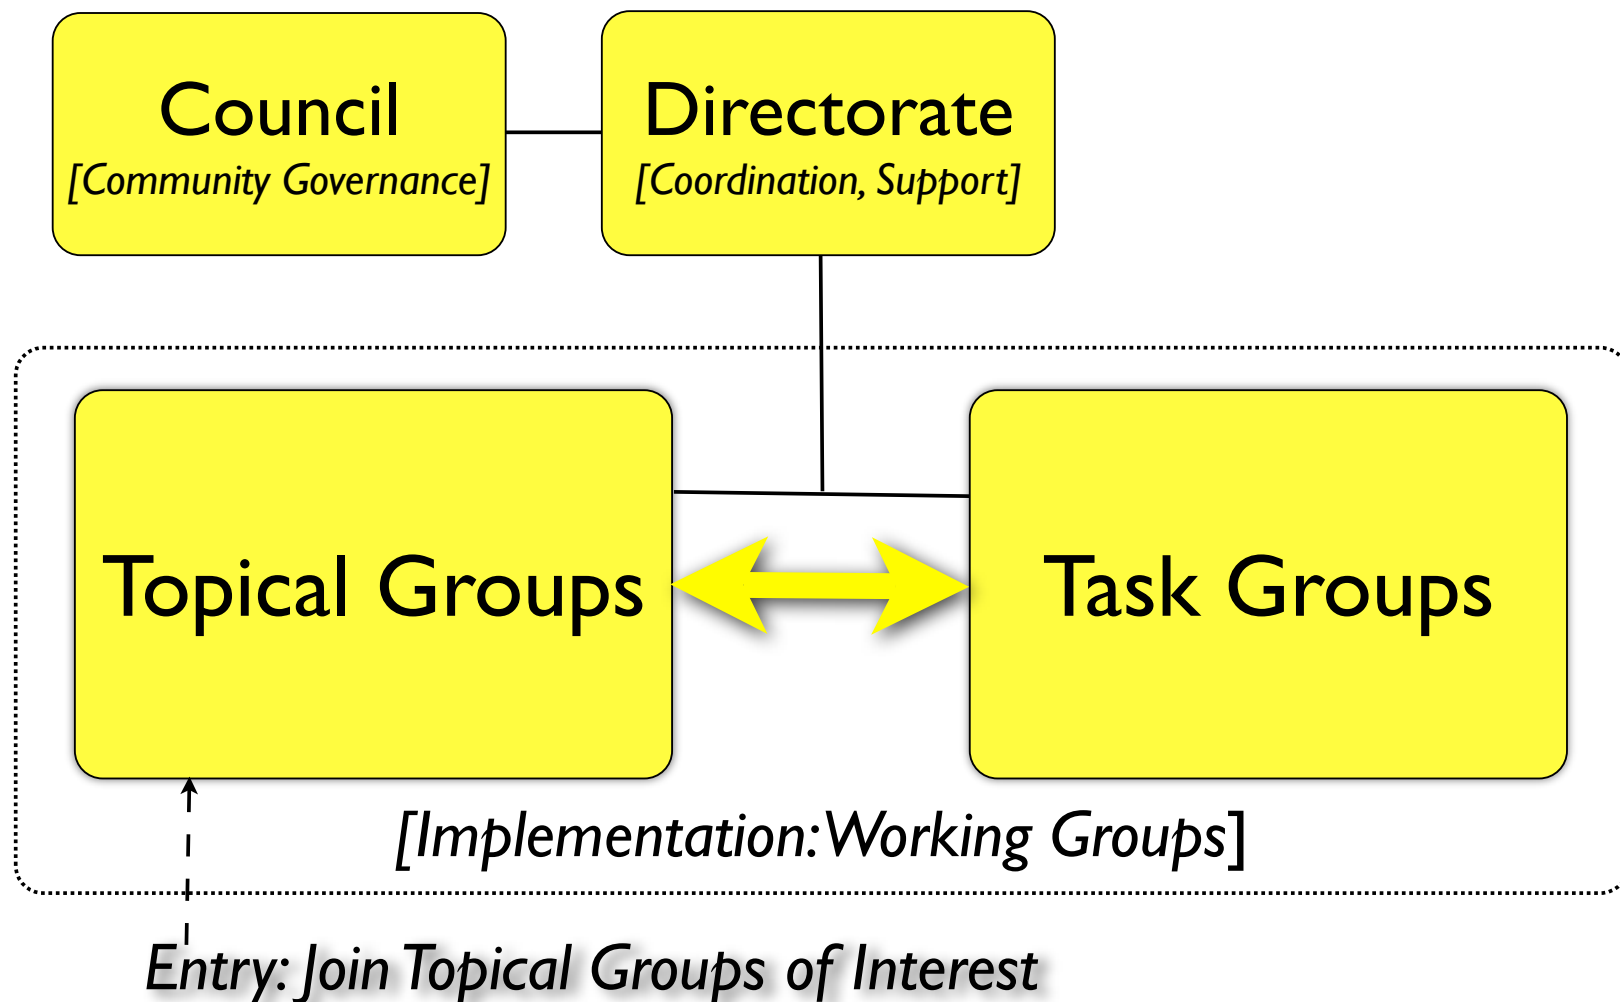 Council
[Community Governance]
Directorate
[Coordination, Support]
Topical Groups
Task Groups
[Implementation: Working Groups]
Entry: Join Topical Groups of Interest